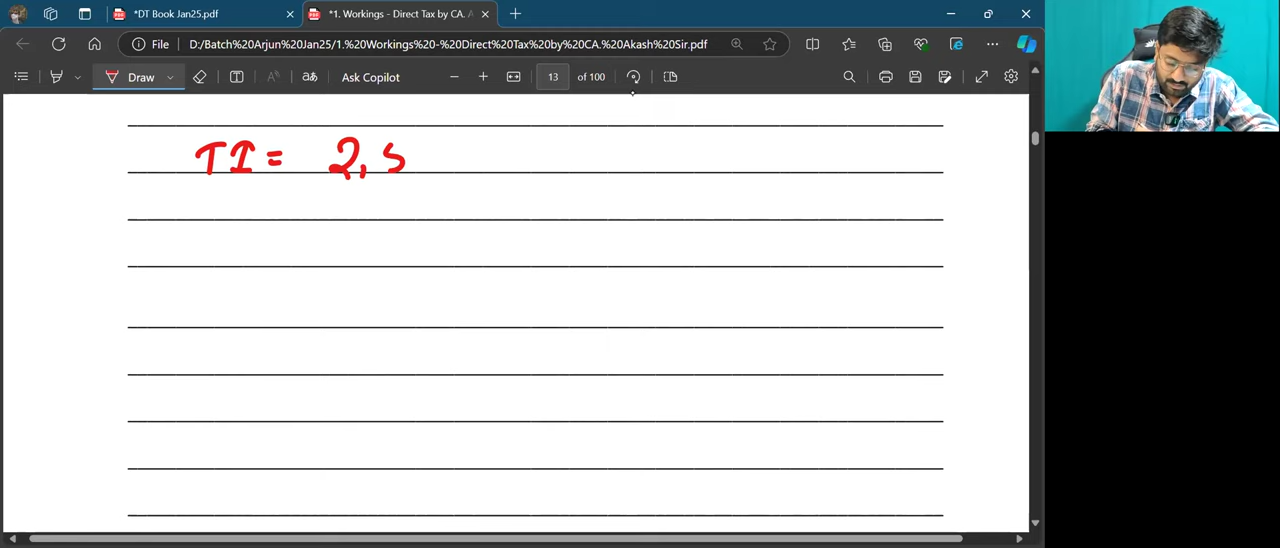 *DT Book Jan25.pdf
*1. Workings - Direct Tax by CA. A
File
D:/Batch%20Arjun%20Jan25/1.%20Workings%20-%20Direct%20Tax%20by%20CA.%20Akash%20Sir.pdf
Draw
Ask Copilot
13 of 100
TI = 2, 5